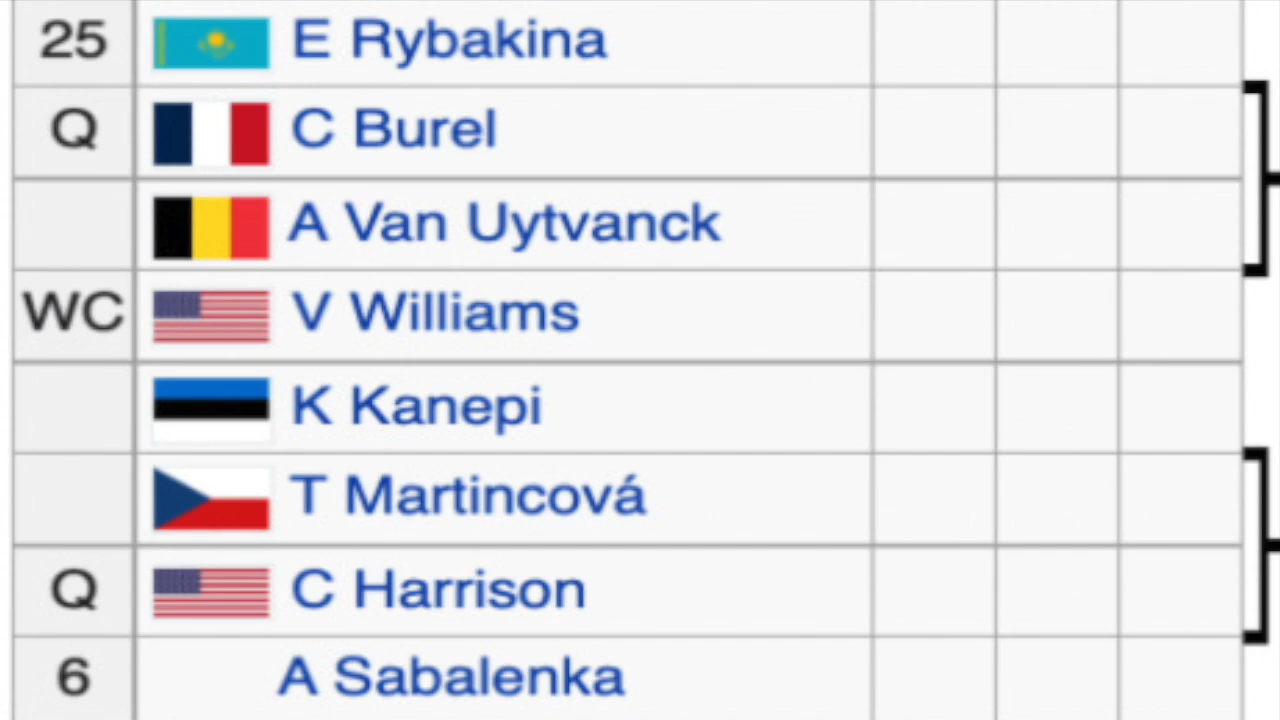 25 E Rybakina
Q C Burel
A Van Uytvanck
WC V Williams
K Kanepi
T Martincová
Q C Harrison
6 A Sabalenka